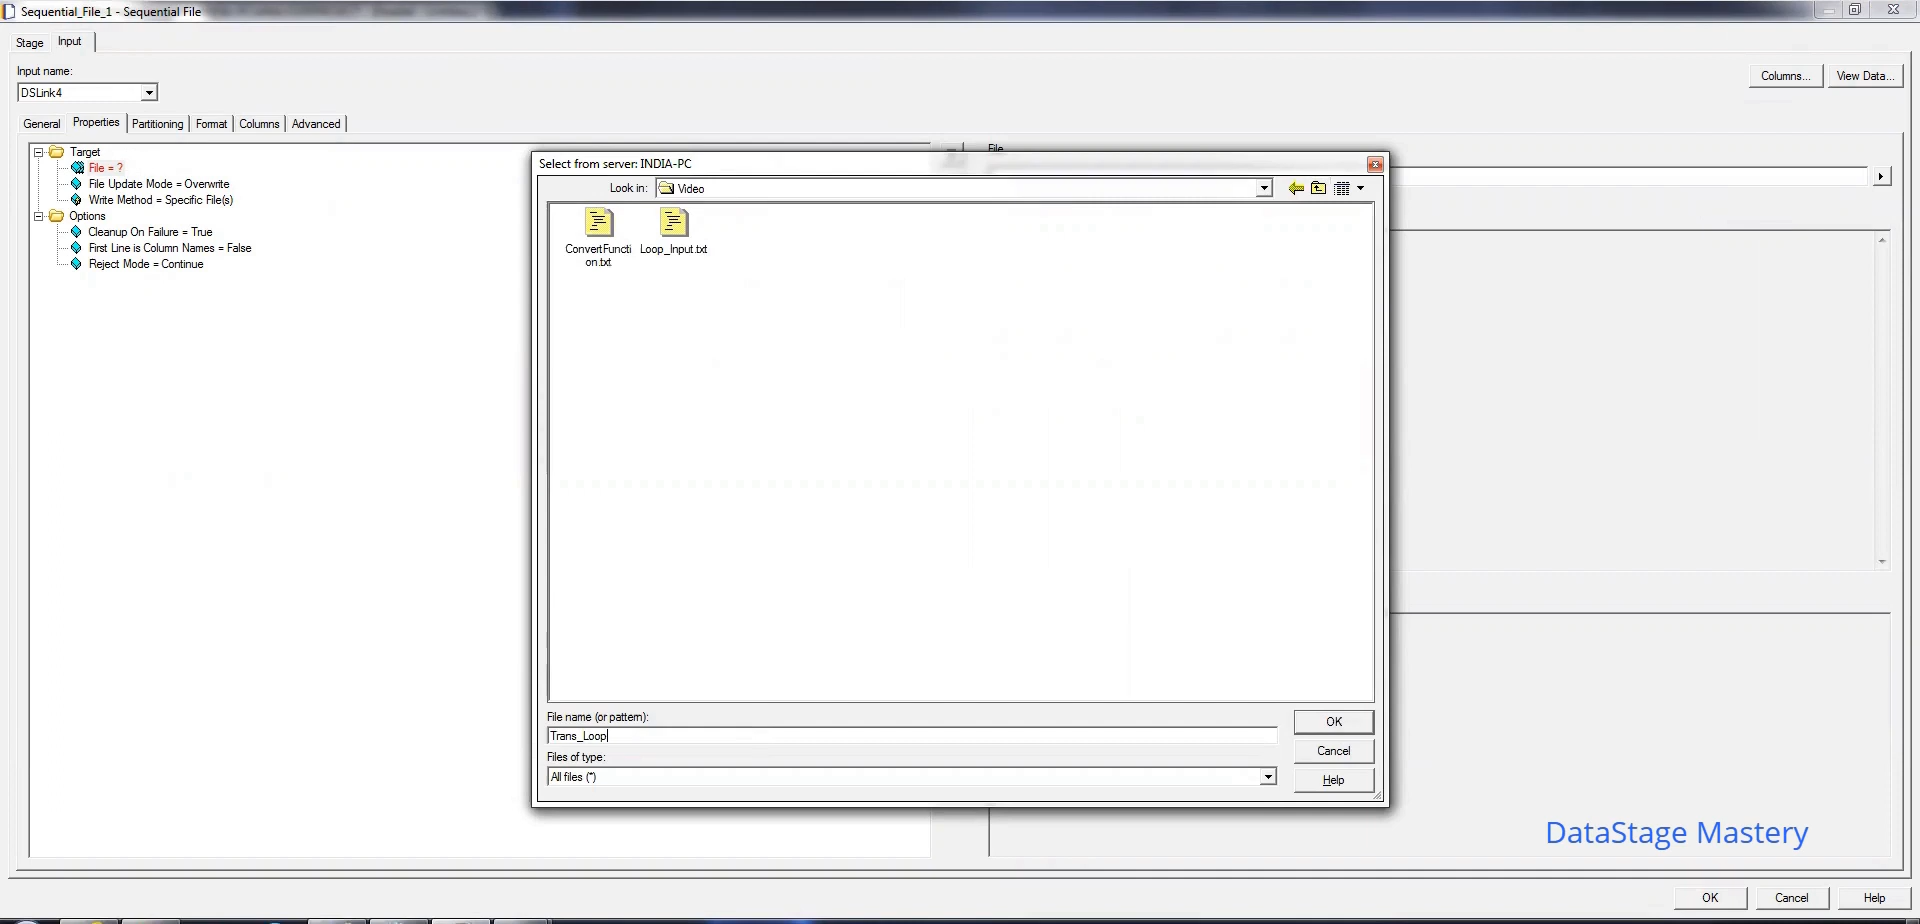 Sequential_File_1 - Sequential File
Stage
Input
Input name:
DSLink4
Columns...
View Data...
General
Properties
Partitioning
Format
Columns
Advanced
Target
File = ?
File Update Mode = Overwrite
Write Method = Specific File(s)
Options
Cleanup On Failure = True
First Line is Column Names = False
Reject Mode = Continue
File
Select from server: INDIA-PC
Look in:
Video
ConvertFuncti
on.txt
Loop_Input.txt
File name (or pattern):
Trans_Loop
Files of type:
All files (*)
OK
Cancel
Help
DataStage Mastery
OK
Cancel
Help